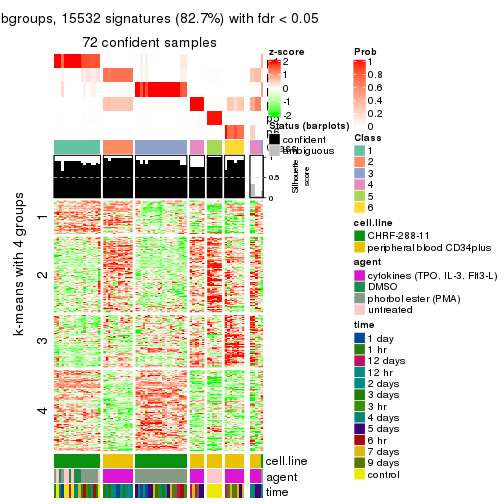 bgroups, 15532 signatures (82.7%) with fdr < 0.05
72 confident samples
z-score
2
1
0
-1
-2
Status (barplots)
confident
ambiguous
1
0.5
0
Silhouette
score
k-means with 4 groups
1
2
3
4
cell.line
agent
time
Prob
1
0.8
0.6
0.4
0.2
0
Class
1
2
3
4
5
6
cell.line
CHRF-288-11
peripheral blood CD34plus
agent
cytokines (TPO. IL-3. Flt3-L)
DMSO
phorbol ester (PMA)
untreated
time
1 day
1 hr
12 days
12 hr
2 days
3 days
3 hr
4 days
5 days
6 hr
7 days
9 days
control